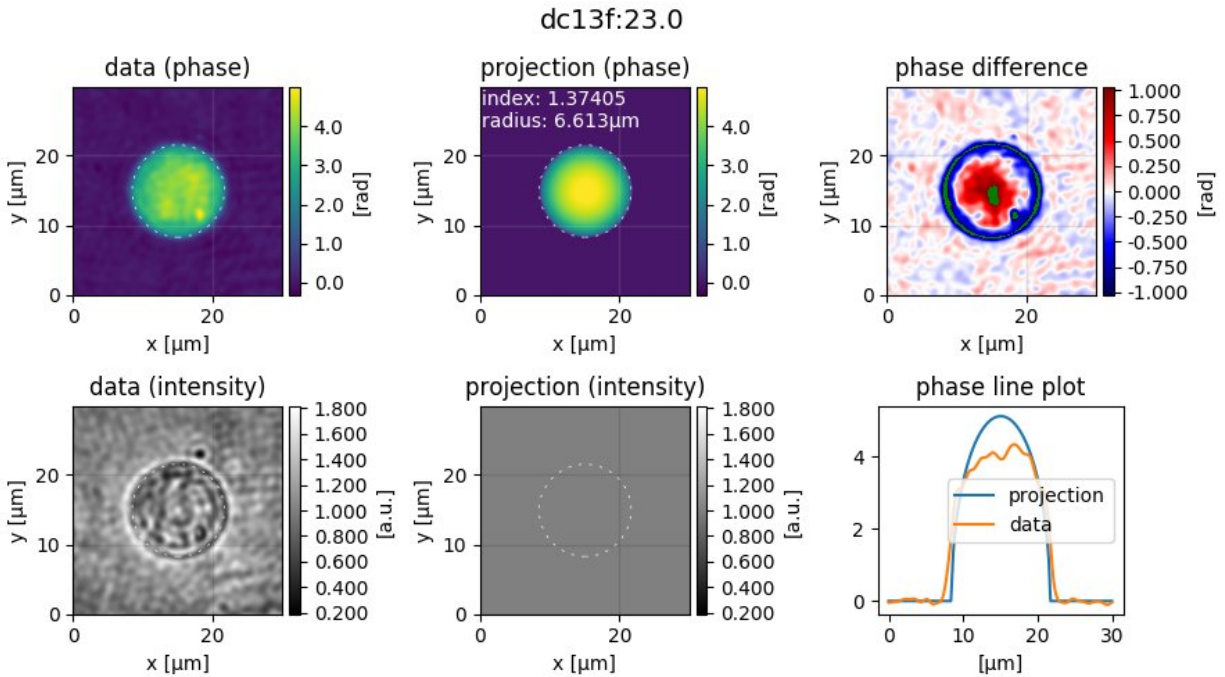 dc13f:23.0
data (phase)
y [µm]
20
10
0
0
20
x [µm]
4.0
3.0
2.0
1.0
0.0
[rad]
projection (phase)
index: 1.37405
radius: 6.613µm
y [µm]
20
10
0
0
20
x [µm]
4.0
3.0
2.0
1.0
0.0
[rad]
phase difference
y [µm]
20
10
0
0
20
x [µm]
1.000
0.750
0.500
0.250
0.000
-0.250
-0.500
-0.750
-1.000
[rad]
data (intensity)
y [µm]
20
10
0
0
20
x [µm]
1.800
1.600
1.400
1.200
1.000
0.800
0.600
0.400
0.200
[a.u.]
projection (intensity)
y [µm]
20
10
0
0
20
x [µm]
1.800
1.600
1.400
1.200
1.000
0.800
0.600
0.400
0.200
[a.u.]
phase line plot
4
2
0
projection
data
0
10
20
30
[µm]